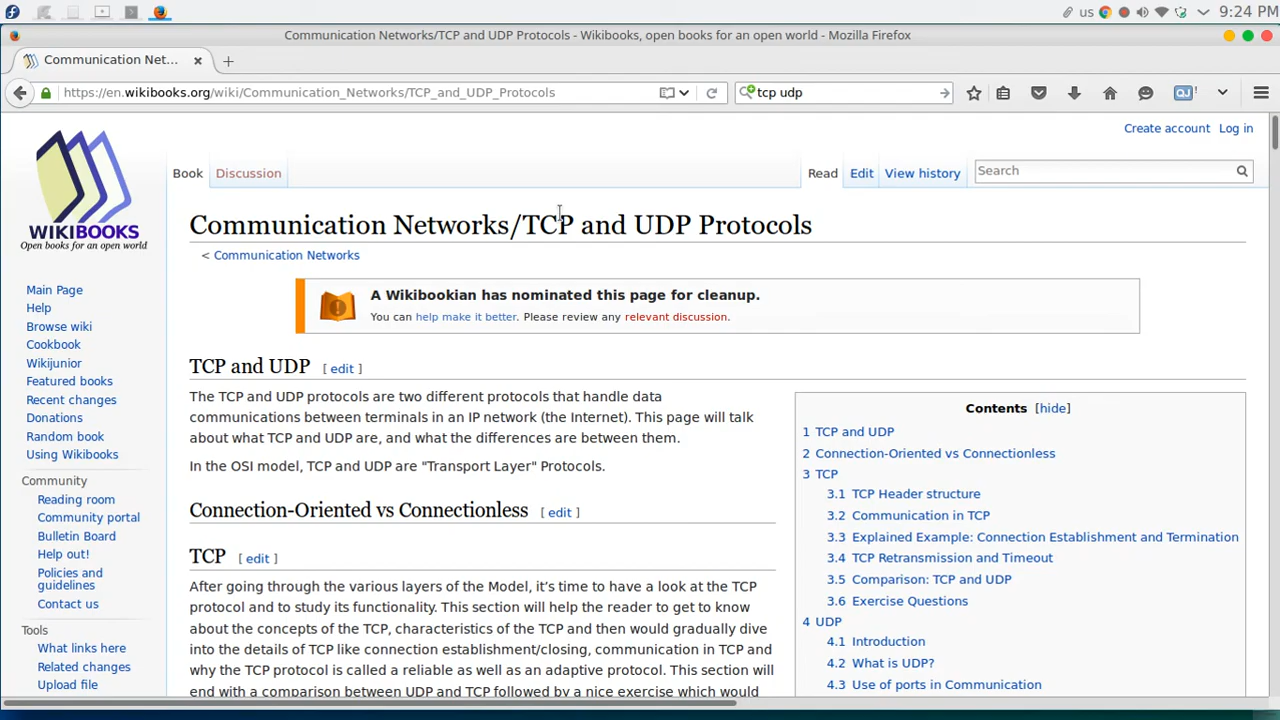 us 9:24 PM
Communication Networks/TCP and UDP Protocols - Wikibooks, open books for an open world - Mozilla Firefox
Communication Net...
https://en.wikibooks.org/wiki/Communication_Networks/TCP_and_UDP_Protocols
tcp udp
QJ!
Create account Log in
Book Discussion Read Edit View history Search
WIKIBOOKS
Open books for an open world
Main Page
Help
Browse wiki
Cookbook
Wikijunior
Featured books
Recent changes
Donations
Random book
Using Wikibooks
Community
Reading room
Community portal
Bulletin Board
Help out!
Policies and
guidelines
Contact us
Tools
What links here
Related changes
Upload file
Communication Networks/TCP and UDP Protocols
< Communication Networks
A Wikibookian has nominated this page for cleanup.
You can help make it better. Please review any relevant discussion.
TCP and UDP [ edit ]
The TCP and UDP protocols are two different protocols that handle data
communications between terminals in an IP network (the Internet). This page will talk
about what TCP and UDP are, and what the differences are between them.
In the OSI model, TCP and UDP are "Transport Layer" Protocols.
Connection-Oriented vs Connectionless [ edit ]
TCP [ edit ]
After going through the various layers of the Model, it’s time to have a look at the TCP
protocol and to study its functionality. This section will help the reader to get to know
about the concepts of the TCP, characteristics of the TCP and then would gradually dive
into the details of TCP like connection establishment/closing, communication in TCP and
why the TCP protocol is called a reliable as well as an adaptive protocol. This section will
end with a comparison between UDP and TCP followed by a nice exercise which would
Contents [hide]
1 TCP and UDP
2 Connection-Oriented vs Connectionless
3 TCP
3.1 TCP Header structure
3.2 Communication in TCP
3.3 Explained Example: Connection Establishment and Termination
3.4 TCP Retransmission and Timeout
3.5 Comparison: TCP and UDP
3.6 Exercise Questions
4 UDP
4.1 Introduction
4.2 What is UDP?
4.3 Use of ports in Communication